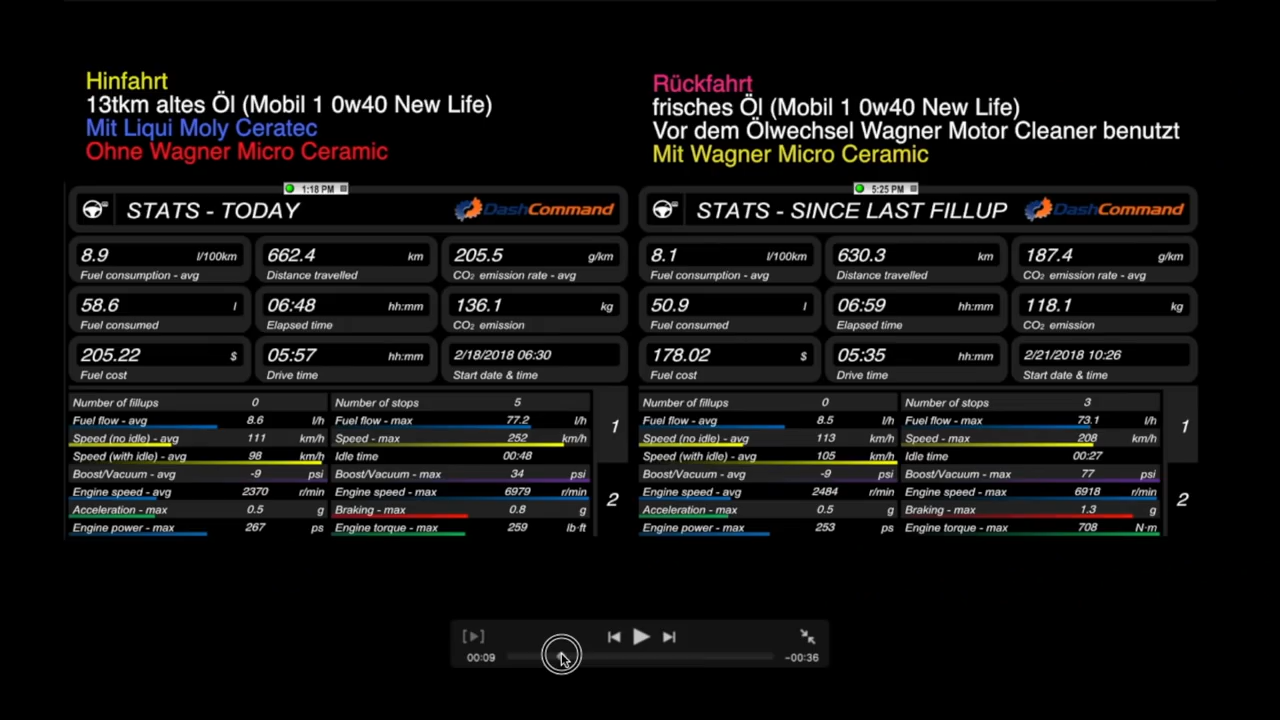 Hinfahrt
13tkm altes Öl (Mobil 1 0w40 New Life)
Mit Liqui Moly Ceratec
Ohne Wagner Micro Ceramic
1:18 PM
STATS - TODAY
DashCommand
8.9 l/100km 662.4 km 205.5 g/km
Fuel consumption - avg Distance travelled CO₂ emission rate - avg
58.6 l 06:48 hh:mm 136.1 kg
Fuel consumed Elapsed time CO₂ emission
205.22 $ 05:57 hh:mm 2/18/2018 06:30
Fuel cost Drive time Start date & time
Number of fillups 0 Number of stops 5
Fuel flow - avg 8.6 l/h Fuel flow - max 77.2 l/h
Speed (no idle) - avg 111 km/h Speed - max 252 km/h
Speed (with idle) - avg 98 km/h Idle time 00:48
Boost/Vacuum - avg -9 psi Boost/Vacuum - max 34 psi
Engine speed - avg 2370 r/min Engine speed - max 6979 r/min
Acceleration - max 0.5 g Braking - max 0.8 g
Engine power - max 267 ps Engine torque - max 259 lb·ft
1
2
Rückfahrt
frisches Öl (Mobil 1 0w40 New Life)
Vor dem Ölwechsel Wagner Motor Cleaner benutzt
Mit Wagner Micro Ceramic
5:25 PM
STATS - SINCE LAST FILLUP
DashCommand
8.1 l/100km 630.3 km 187.4 g/km
Fuel consumption - avg Distance travelled CO₂ emission rate - avg
50.9 l 06:59 hh:mm 118.1 kg
Fuel consumed Elapsed time CO₂ emission
178.02 $ 05:35 hh:mm 2/21/2018 10:26
Fuel cost Drive time Start date & time
Number of fillups 0 Number of stops 3
Fuel flow - avg 8.5 l/h Fuel flow - max 73.1 l/h
Speed (no idle) - avg 113 km/h Speed - max 208 km/h
Speed (with idle) - avg 105 km/h Idle time 00:27
Boost/Vacuum - avg -9 psi Boost/Vacuum - max 77 psi
Engine speed - avg 2484 r/min Engine speed - max 6918 r/min
Acceleration - max 0.5 g Braking - max 1.3 g
Engine power - max 253 ps Engine torque - max 708 N·m
1
2
00:09 -00:36